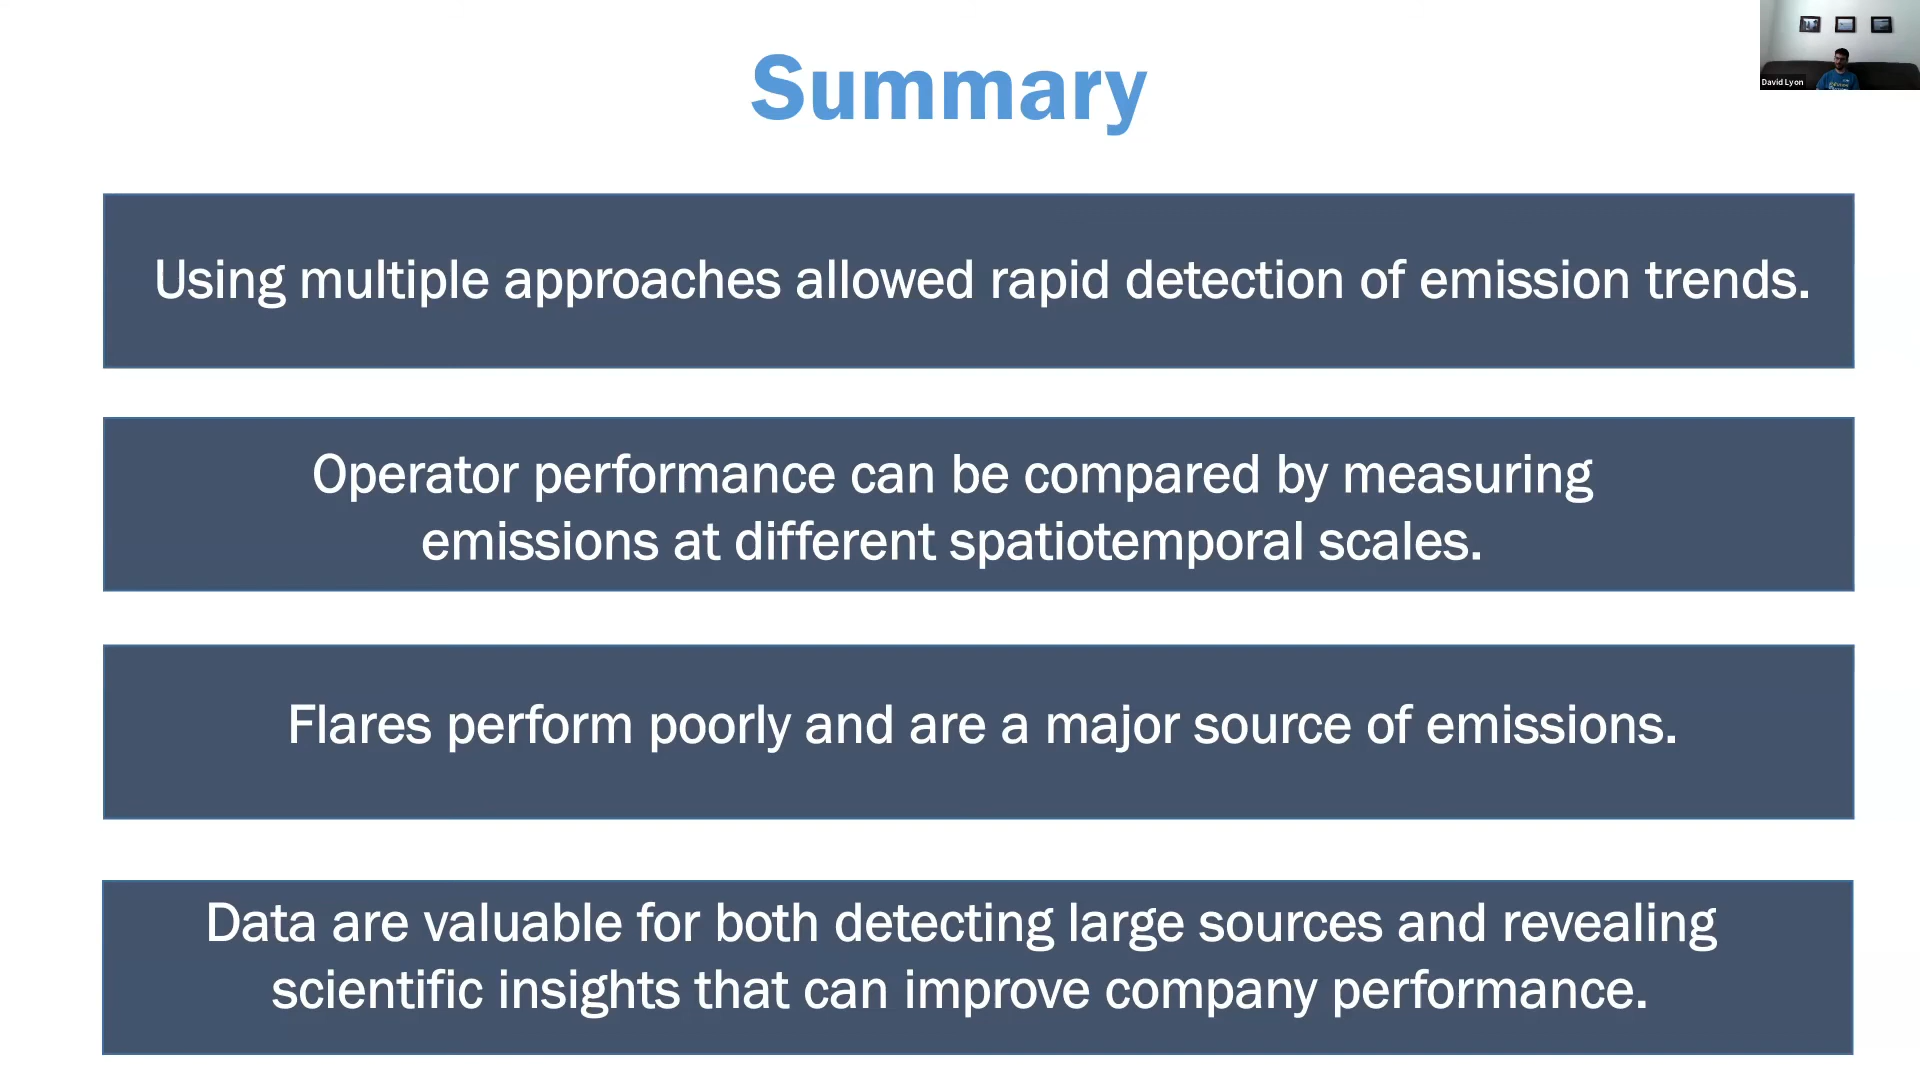 Summary
David Lyon
Using multiple approaches allowed rapid detection of emission trends.
Operator performance can be compared by measuring
emissions at different spatiotemporal scales.
Flares perform poorly and are a major source of emissions.
Data are valuable for both detecting large sources and revealing
scientific insights that can improve company performance.